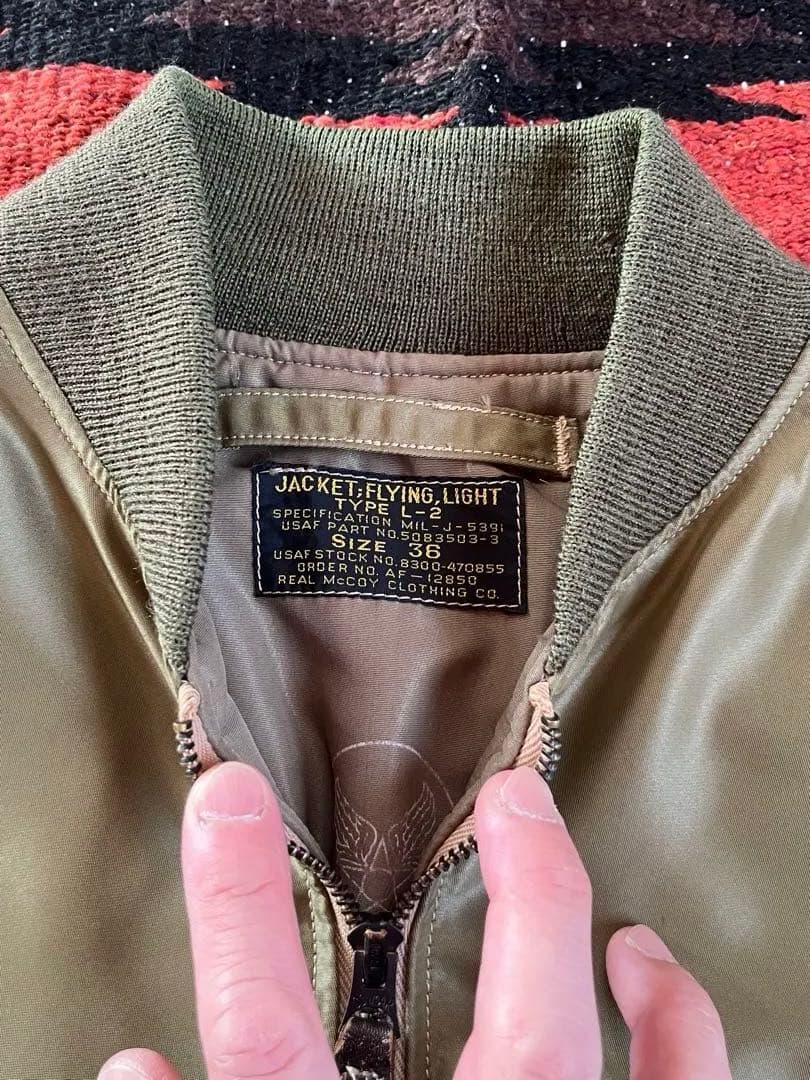 JACKET; FLYING, LIGHT
TYPE L-2
SPECIFICATION MIL-J-5391
USAF PART NO. 50B3503-3
SIZE 36
USAF STOCK NO. 8300-470855
ORDER NO. AF-12850
REAL McCOY CLOTHING CO.